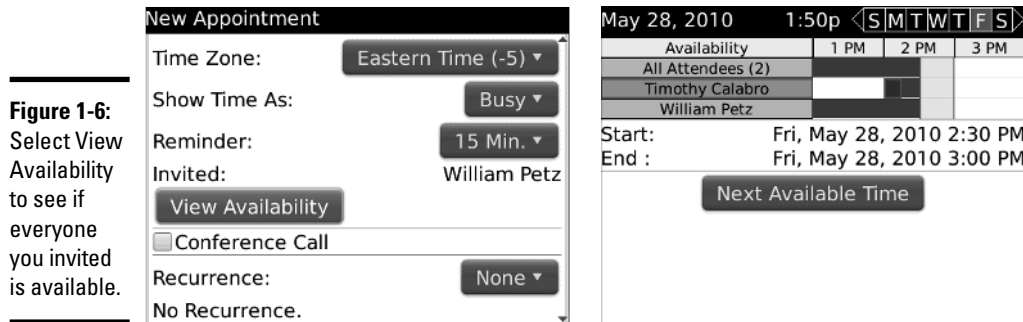 Figure 1-6:
Select View
Availability
to see if
everyone
you invited
is available.
New Appointment
Time Zone: Eastern Time (-5)
Show Time As: Busy
Reminder: 15 Min.
Invited: William Petz
View Availability
Conference Call
Recurrence: None
No Recurrence.
May 28, 2010 1:50p S M T W T F S
Availability 1 PM 2 PM 3 PM
All Attendees (2)
Timothy Calabro
William Petz
Start: Fri, May 28, 2010 2:30 PM
End : Fri, May 28, 2010 3:00 PM
Next Available Time